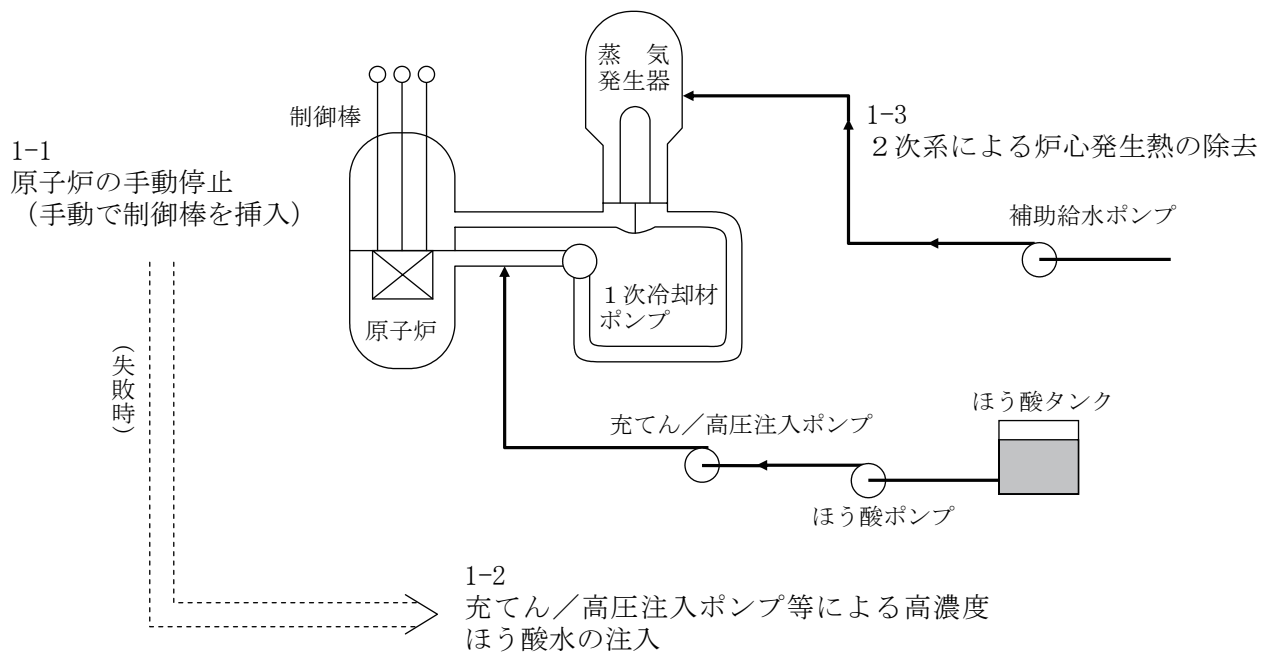 蒸　気
発生器
制御棒
1-1
原子炉の手動停止
（手動で制御棒を挿入）
1-3
２次系による炉心発生熱の除去
補助給水ポンプ
１次冷却材
ポンプ
原子炉
（失敗時）
ほう酸タンク
充てん／高圧注入ポンプ
ほう酸ポンプ
1-2
充てん／高圧注入ポンプ等による高濃度
ほう酸水の注入